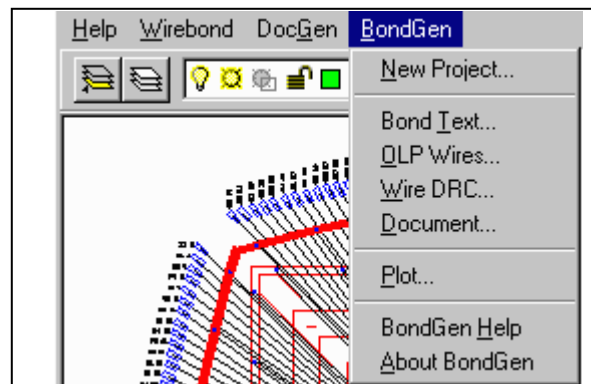 Help Wirebond DocGen BondGen
New Project...
Bond Text...
OLP Wires...
Wire DRC...
Document...
Plot...
BondGen Help
About BondGen